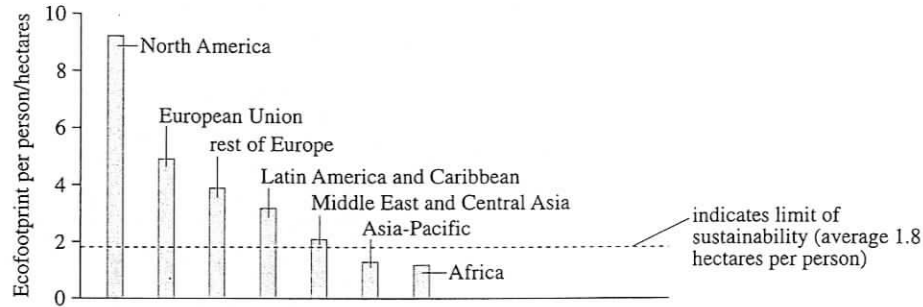 Ecofootprint per person/hectares
10
8
6
4
2
0
North America
European Union
rest of Europe
Latin America and Caribbean
Middle East and Central Asia
Asia-Pacific
Africa
indicates limit of
sustainability (average 1.8
hectares per person)